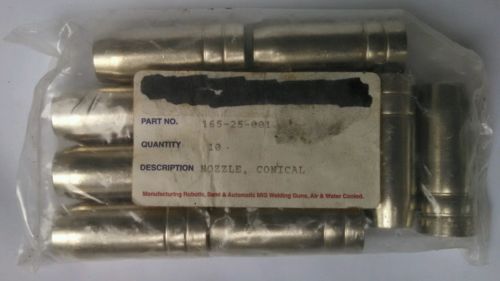 PART NO. 165-25-001
QUANTITY 10
DESCRIPTION NOZZLE, CONICAL
Manufacturing Robotic, Semi & Automatic MIG Welding Guns, Air & Water Cooled.